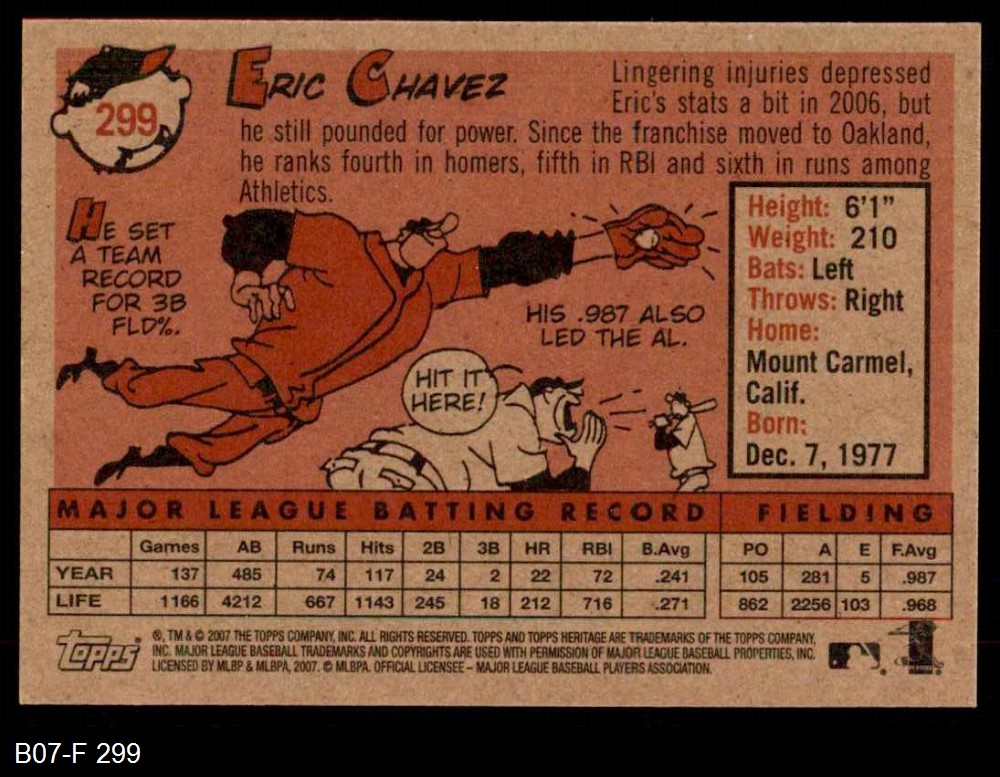 299
ERIC CHAVEZ
Lingering injuries depressed
Eric's stats a bit in 2006, but
he still pounded for power. Since the franchise moved to Oakland,
he ranks fourth in homers, fifth in RBI and sixth in runs among
Athletics.
HE SET
A TEAM
RECORD
FOR 3B
FLD%.
HIS .987 ALSO
LED THE AL.
HIT IT
HERE!
Height: 6'1"
Weight: 210
Bats: Left
Throws: Right
Home:
Mount Carmel,
Calif.
Born:
Dec. 7, 1977
MAJOR LEAGUE BATTING RECORD FIELDING
Games AB Runs Hits 2B 3B HR RBI B.Avg PO A E F.Avg
YEAR 137 485 74 117 24 2 22 72 .241 105 281 5 .987
LIFE 1166 4212 667 1143 245 18 212 716 .271 862 2256 103 .968
Topps
®, TM & © 2007 THE TOPPS COMPANY, INC. ALL RIGHTS RESERVED. TOPPS AND TOPPS HERITAGE ARE TRADEMARKS OF THE TOPPS COMPANY,
INC. MAJOR LEAGUE BASEBALL TRADEMARKS AND COPYRIGHTS ARE USED WITH PERMISSION OF MAJOR LEAGUE BASEBALL PROPERTIES, INC.
LICENSED BY MLBP & MLBPA, 2007. © MLBPA. OFFICIAL LICENSEE – MAJOR LEAGUE BASEBALL PLAYERS ASSOCIATION.
B07-F 299